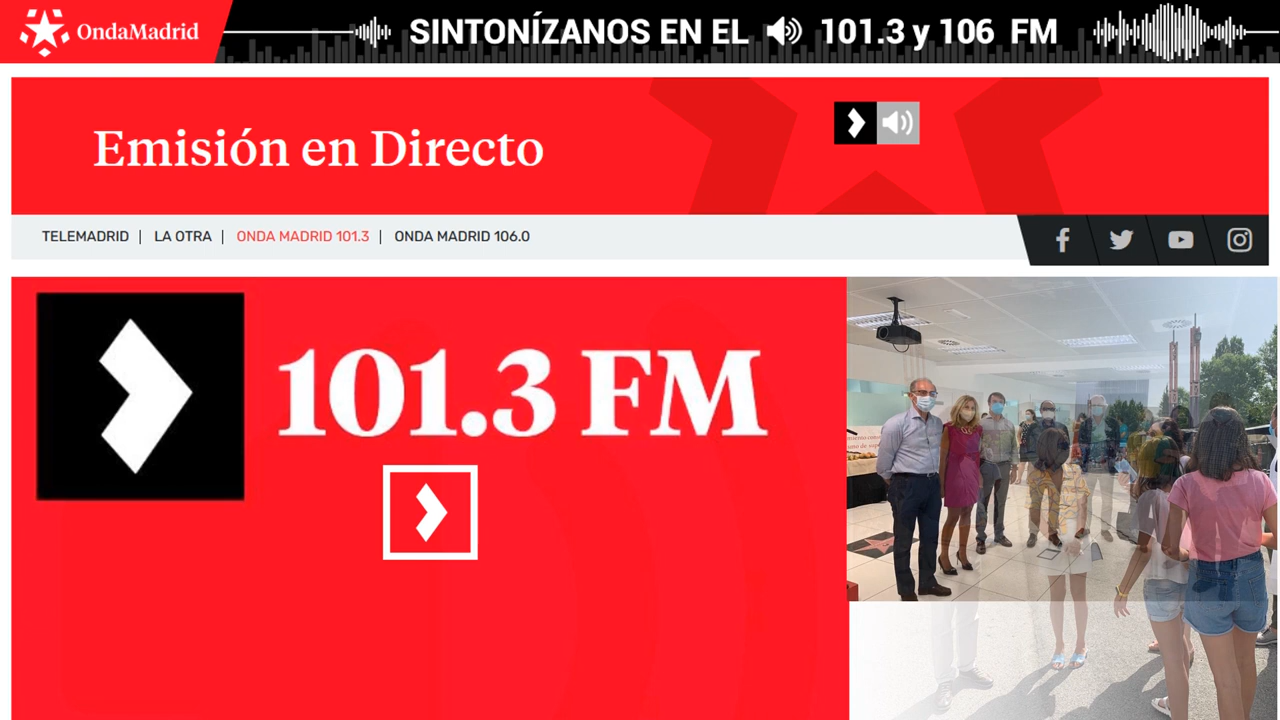 OndaMadrid
SINTONÍZANOS EN EL 101.3 y 106 FM
Emisión en Directo
TELEMADRID | LA OTRA | ONDA MADRID 101.3 | ONDA MADRID 106.0
101.3 FM